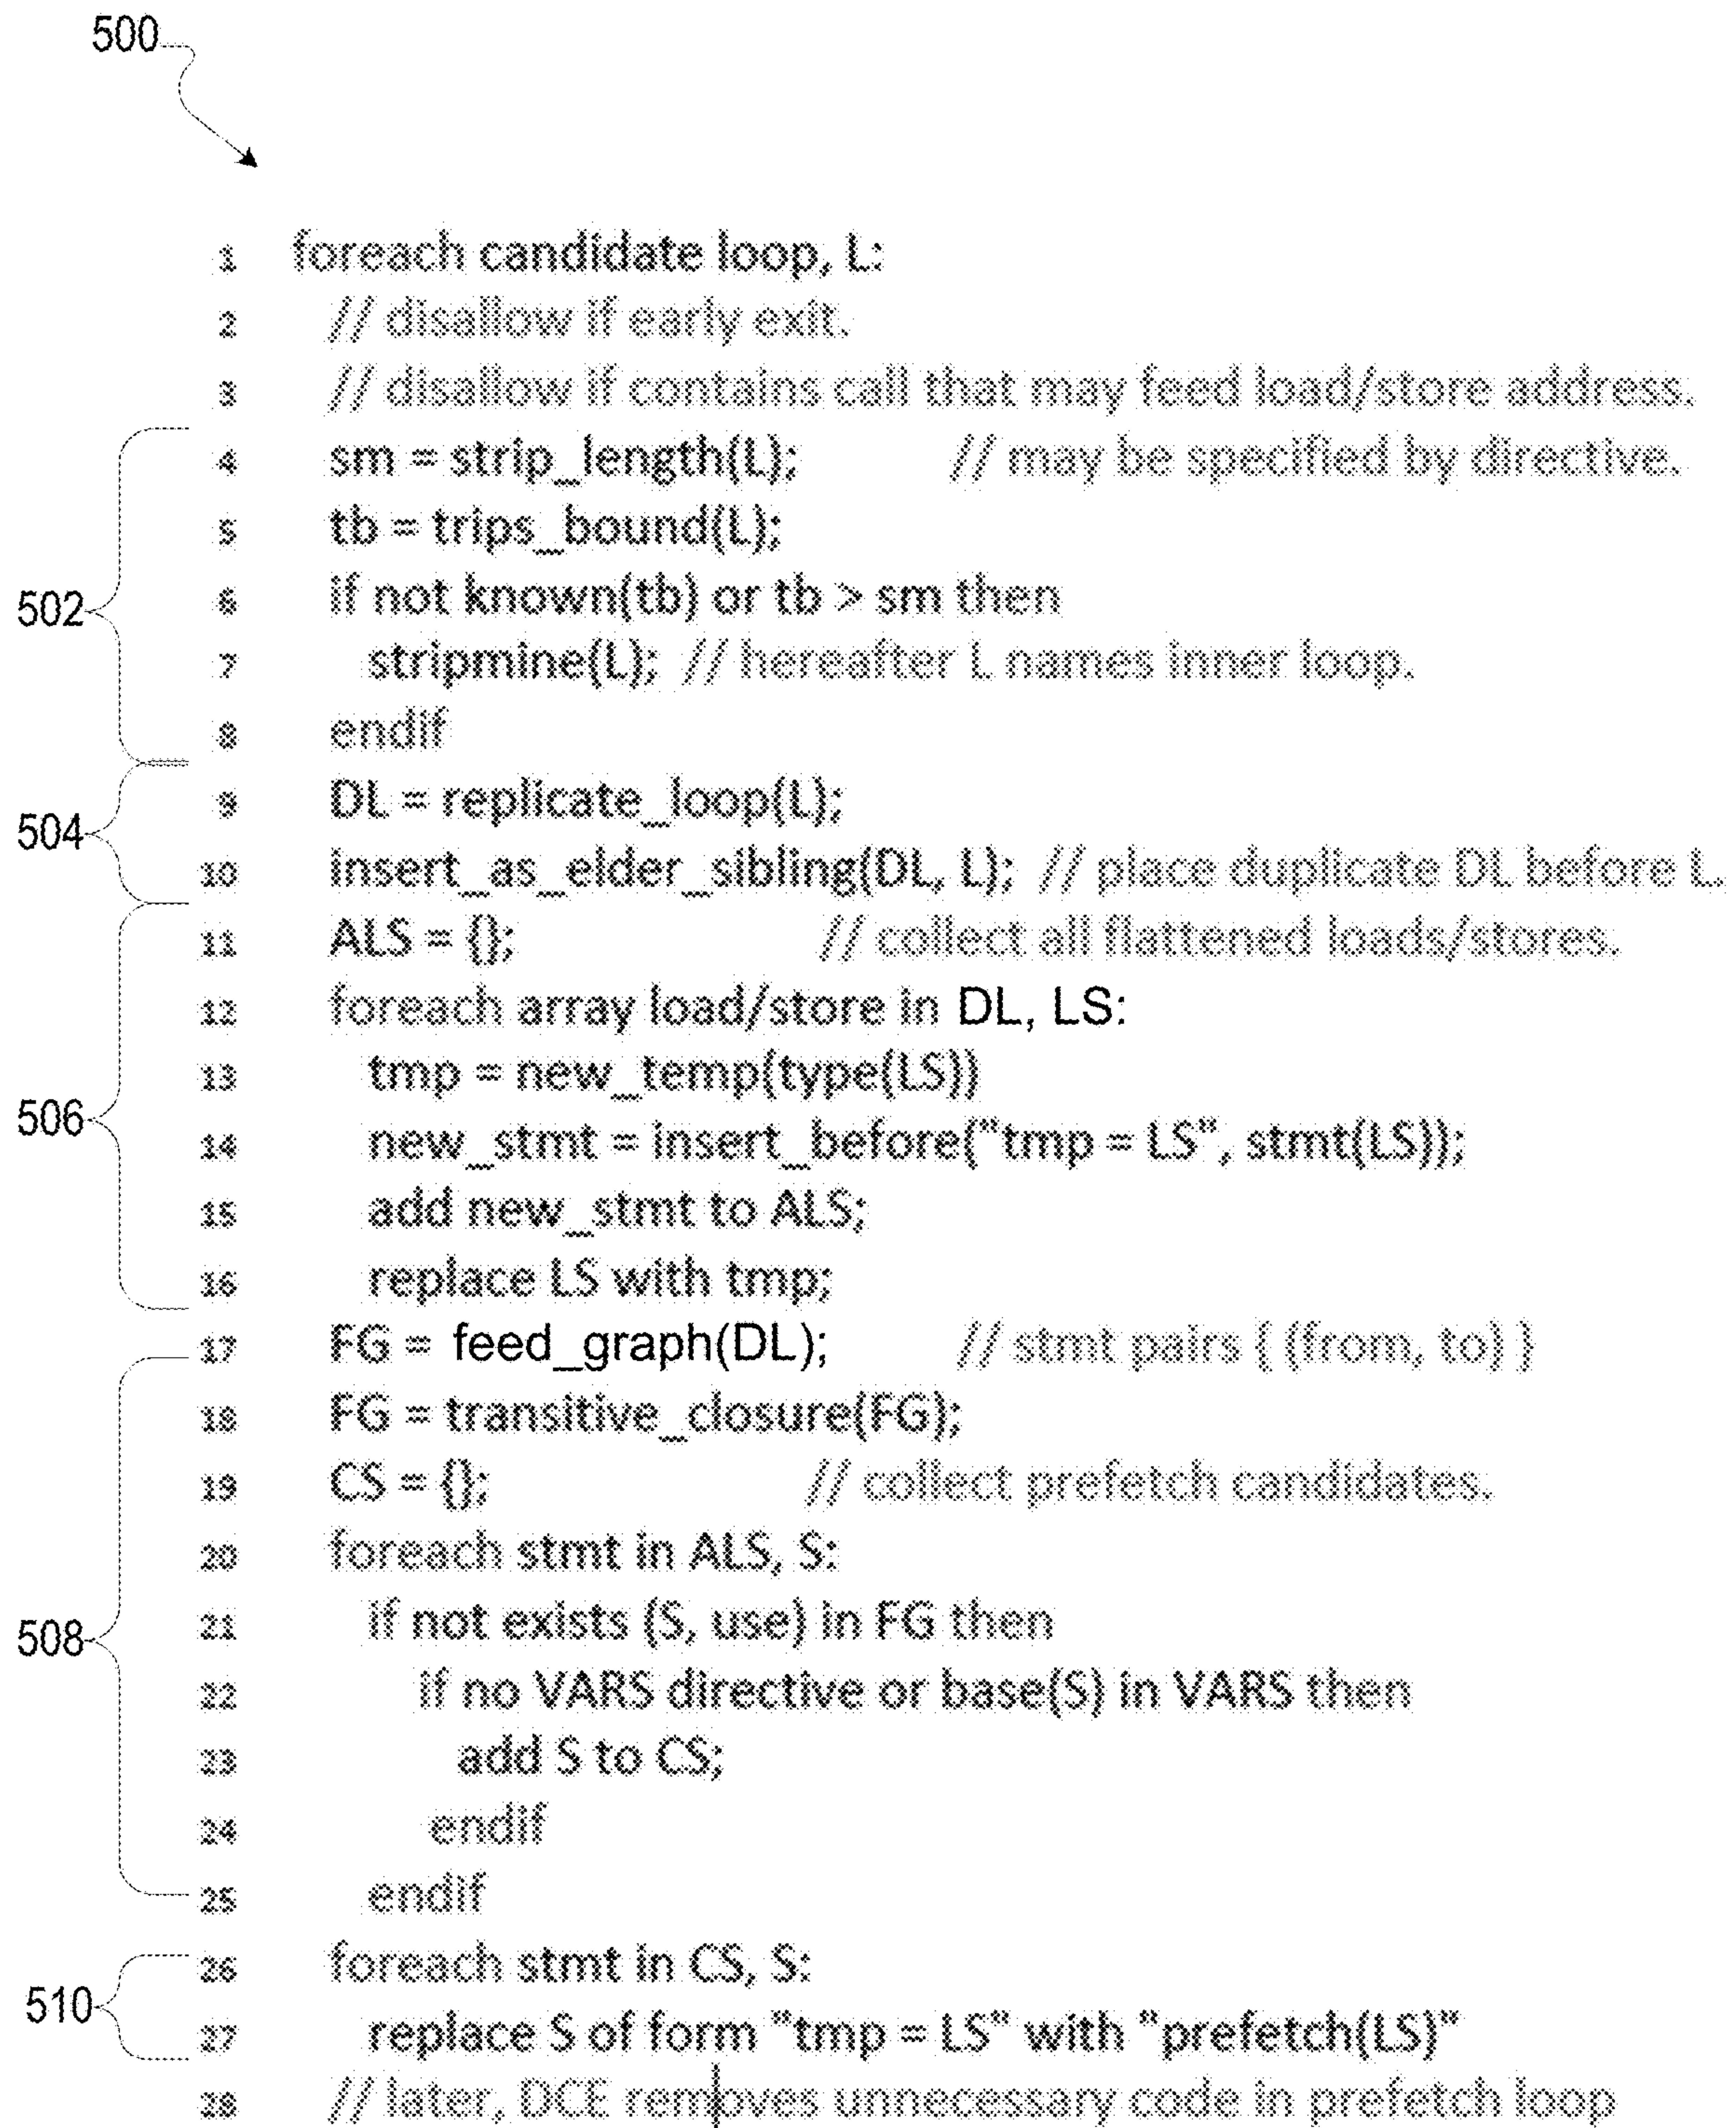 500
1 foreach candidate loop, L:
2 // disallow if early exit.
3 // disallow if contains call that may feed load/store address.
4 sm = strip_length(L); // may be specified by directive.
5 tb = trips_bound(L);
502 6 if not known(tb) or tb > sm then
7 stripmine(L); // hereafter L names inner loop.
8 endif
9 DL = replicate_loop(L);
504
10 insert_as_elder_sibling(DL, L); // place duplicate DL before L.
11 ALS = {}; // collect all flattened loads/stores.
12 foreach array load/store in DL, LS:
13 tmp = new_temp(type(LS))
506 14 new_stmt = insert_before("tmp = LS", stmt(LS));
15 add new_stmt to ALS;
16 replace LS with tmp;
17 FG = feed_graph(DL); // stmt pairs { (from, to) }
18 FG = transitive_closure(FG);
19 CS = {}; // collect prefetch candidates.
20 foreach stmt in ALS, S:
508 21 if not exists (S, use) in FG then
22 if no VARS directive or base(S) in VARS then
23 add S to CS;
24 endif
25 endif
26 foreach stmt in CS, S:
510
27 replace S of form "tmp = LS" with "prefetch(LS)"
28 // later, DCE removes unnecessary code in prefetch loop